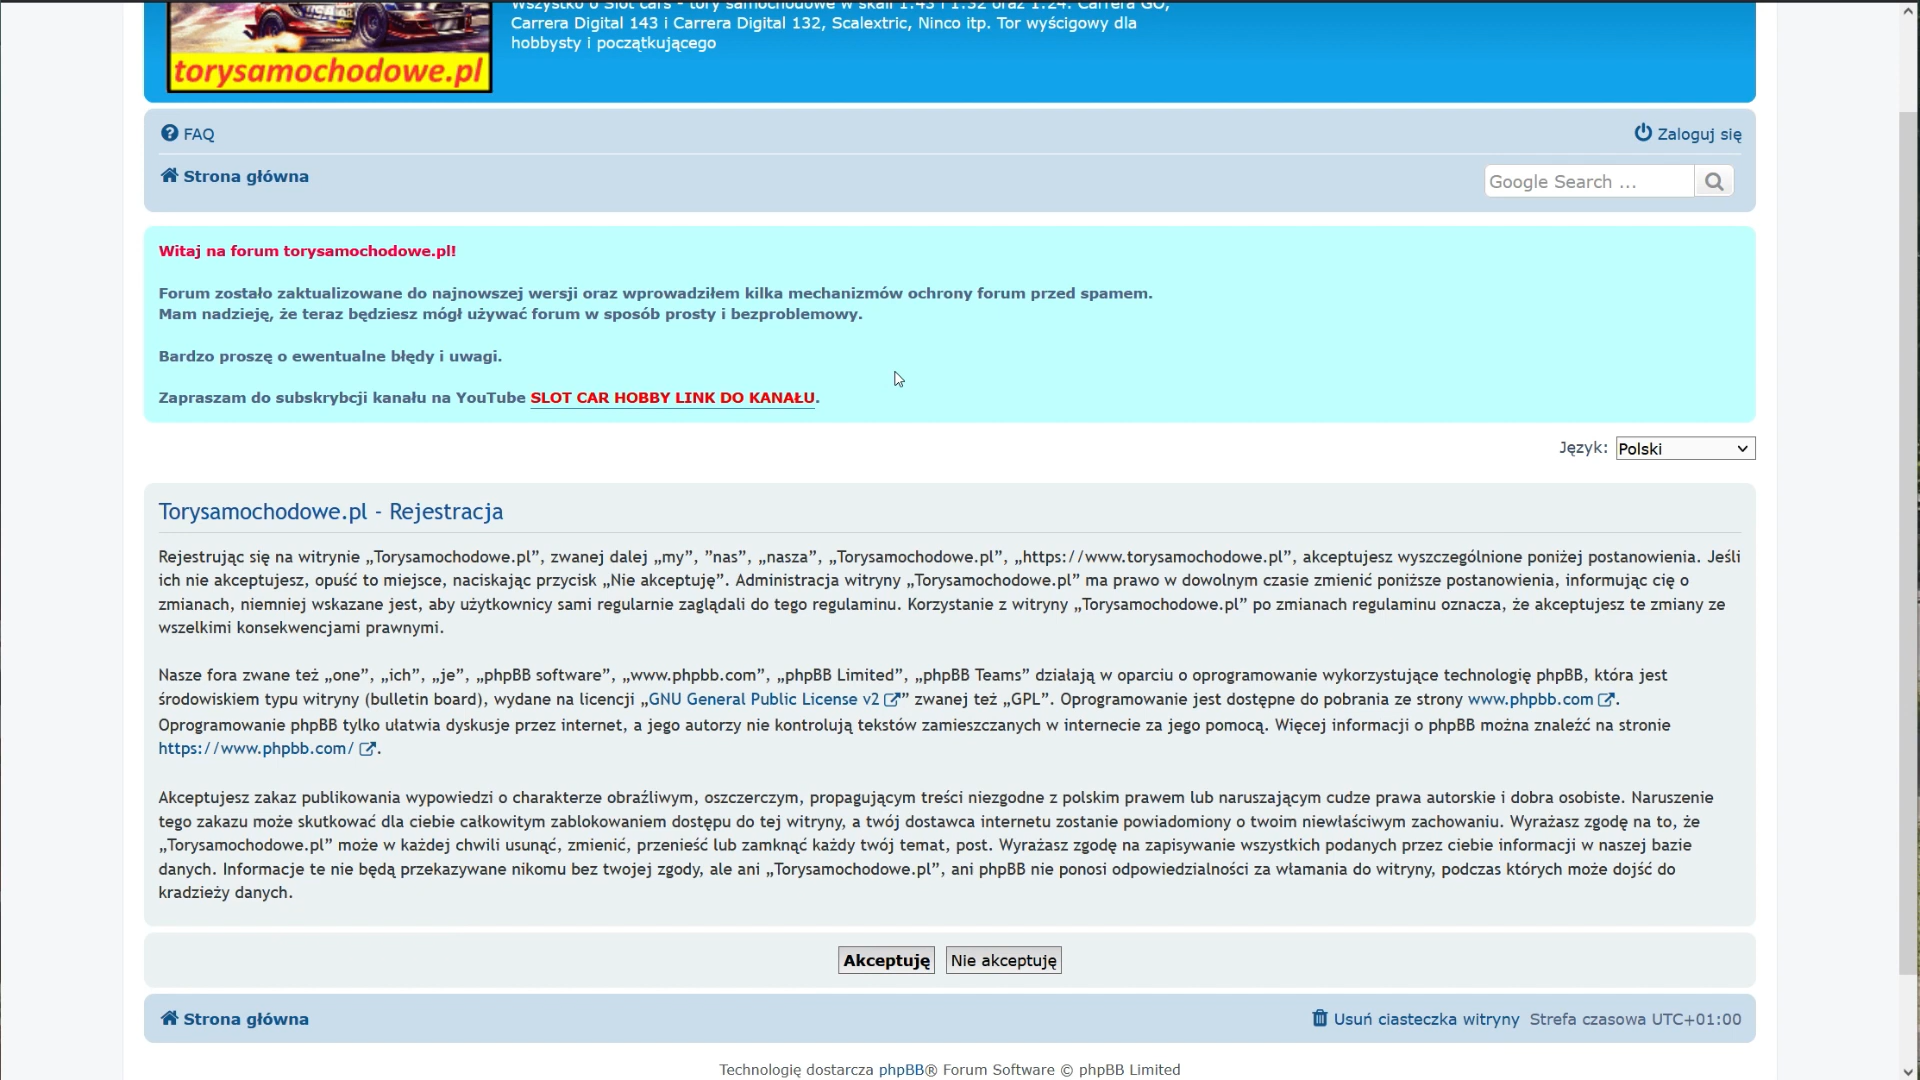 Wszystko o Slot cars - tory samochodowe w skali 1:43 i 1:32 oraz 1:24. Carrera GO,
Carrera Digital 143 i Carrera Digital 132, Scalextric, Ninco itp. Tor wyścigowy dla
hobbysty i początkującego
torysamochodowe.pl
FAQ
Zaloguj się
Strona główna
Google Search ...
Witaj na forum torysamochodowe.pl!
Forum zostało zaktualizowane do najnowszej wersji oraz wprowadziłem kilka mechanizmów ochrony forum przed spamem.
Mam nadzieję, że teraz będziesz mógł używać forum w sposób prosty i bezproblemowy.
Bardzo proszę o ewentualne błędy i uwagi.
Zapraszam do subskrybcji kanału na YouTube SLOT CAR HOBBY LINK DO KANAŁU.
Język: Polski
Torysamochodowe.pl - Rejestracja
Rejestrując się na witrynie „Torysamochodowe.pl”, zwanej dalej „my”, ”nas”, „nasza”, „Torysamochodowe.pl”, „https://www.torysamochodowe.pl”, akceptujesz wyszczególnione poniżej postanowienia. Jeśli
ich nie akceptujesz, opuść to miejsce, naciskając przycisk „Nie akceptuję”. Administracja witryny „Torysamochodowe.pl” ma prawo w dowolnym czasie zmienić poniższe postanowienia, informując cię o
zmianach, niemniej wskazane jest, aby użytkownicy sami regularnie zaglądali do tego regulaminu. Korzystanie z witryny „Torysamochodowe.pl” po zmianach regulaminu oznacza, że akceptujesz te zmiany ze
wszelkimi konsekwencjami prawnymi.
Nasze fora zwane też „one”, „ich”, „je”, „phpBB software”, „www.phpbb.com”, „phpBB Limited”, „phpBB Teams” działają w oparciu o oprogramowanie wykorzystujące technologię phpBB, która jest
środowiskiem typu witryny (bulletin board), wydane na licencji „GNU General Public License v2” zwanej też „GPL”. Oprogramowanie jest dostępne do pobrania ze strony www.phpbb.com.
Oprogramowanie phpBB tylko ułatwia dyskusje przez internet, a jego autorzy nie kontrolują tekstów zamieszczanych w internecie za jego pomocą. Więcej informacji o phpBB można znaleźć na stronie
https://www.phpbb.com/.
Akceptujesz zakaz publikowania wypowiedzi o charakterze obraźliwym, oszczerczym, propagującym treści niezgodne z polskim prawem lub naruszającym cudze prawa autorskie i dobra osobiste. Naruszenie
tego zakazu może skutkować dla ciebie całkowitym zablokowaniem dostępu do tej witryny, a twój dostawca internetu zostanie powiadomiony o twoim niewłaściwym zachowaniu. Wyrażasz zgodę na to, że
„Torysamochodowe.pl” może w każdej chwili usunąć, zmienić, przenieść lub zamknąć każdy twój temat, post. Wyrażasz zgodę na zapisywanie wszystkich podanych przez ciebie informacji w naszej bazie
danych. Informacje te nie będą przekazywane nikomu bez twojej zgody, ale ani „Torysamochodowe.pl”, ani phpBB nie ponosi odpowiedzialności za włamania do witryny, podczas których może dojść do
kradzieży danych.
Akceptuję Nie akceptuję
Strona główna
Usuń ciasteczka witryny Strefa czasowa UTC+01:00
Technologię dostarcza phpBB® Forum Software © phpBB Limited